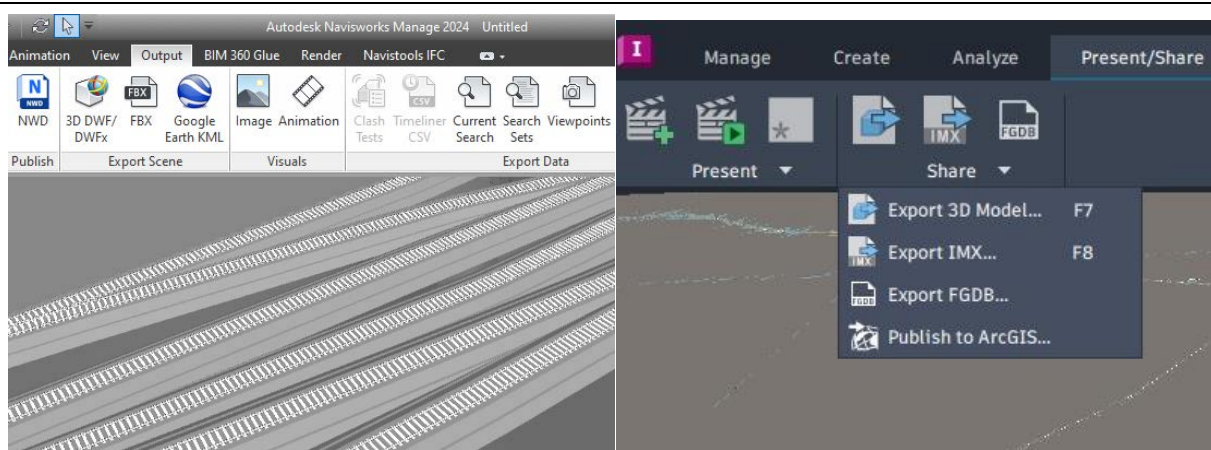 Autodesk Navisworks Manage 2024 Untitled
Animation View Output BIM 360 Glue Render Navistools IFC
N
NWD
FBX
CSV
NWD 3D DWF/ DWFx FBX Google Earth KML Image Animation Clash Tests Timeliner CSV Current Search Search Sets Viewpoints
Publish Export Scene Visuals Export Data
I
Manage Create Analyze Present/Share
IMX
FGDB
Present Share
Export 3D Model... F7
IMX
Export IMX... F8
FGDB
Export FGDB...
Publish to ArcGIS...